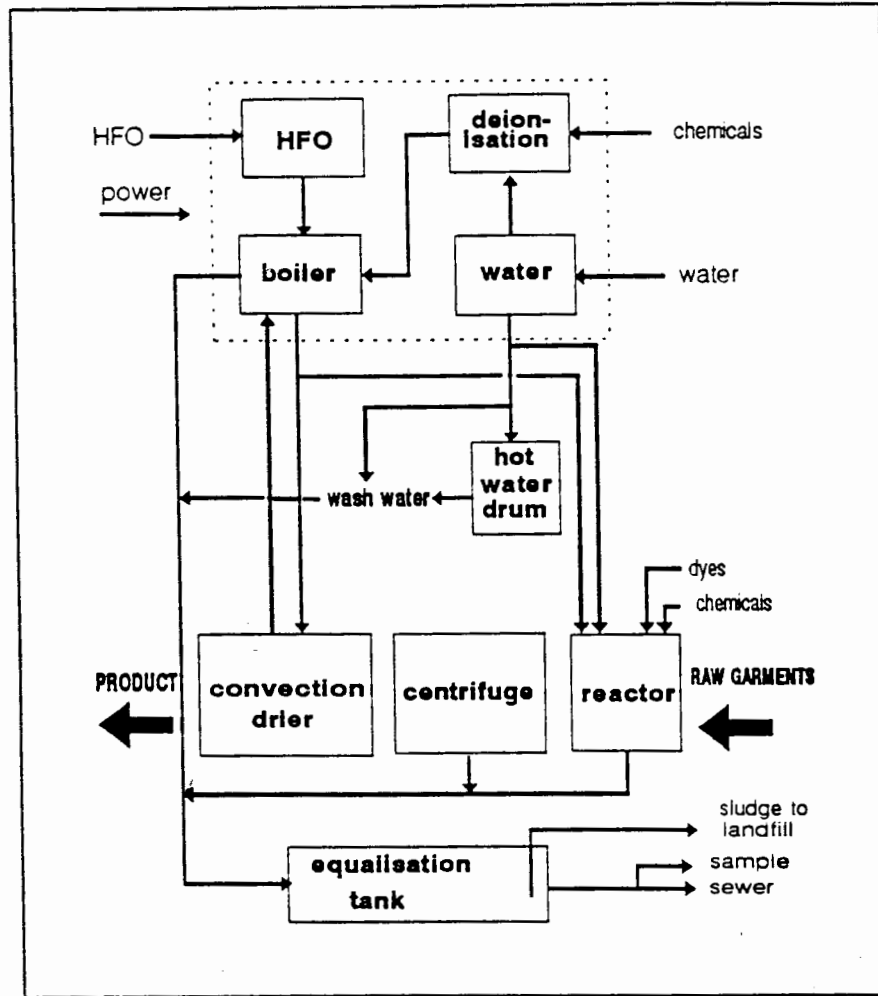 HFO
HFO
deion-
isation
chemicals
power
boiler
water
water
hot
water
drum
wash water
dyes
chemicals
PRODUCT
convection
drier
centrifuge
reactor
RAW GARMENTS
sludge to
landfill
equalisation
tank
sample
sewer